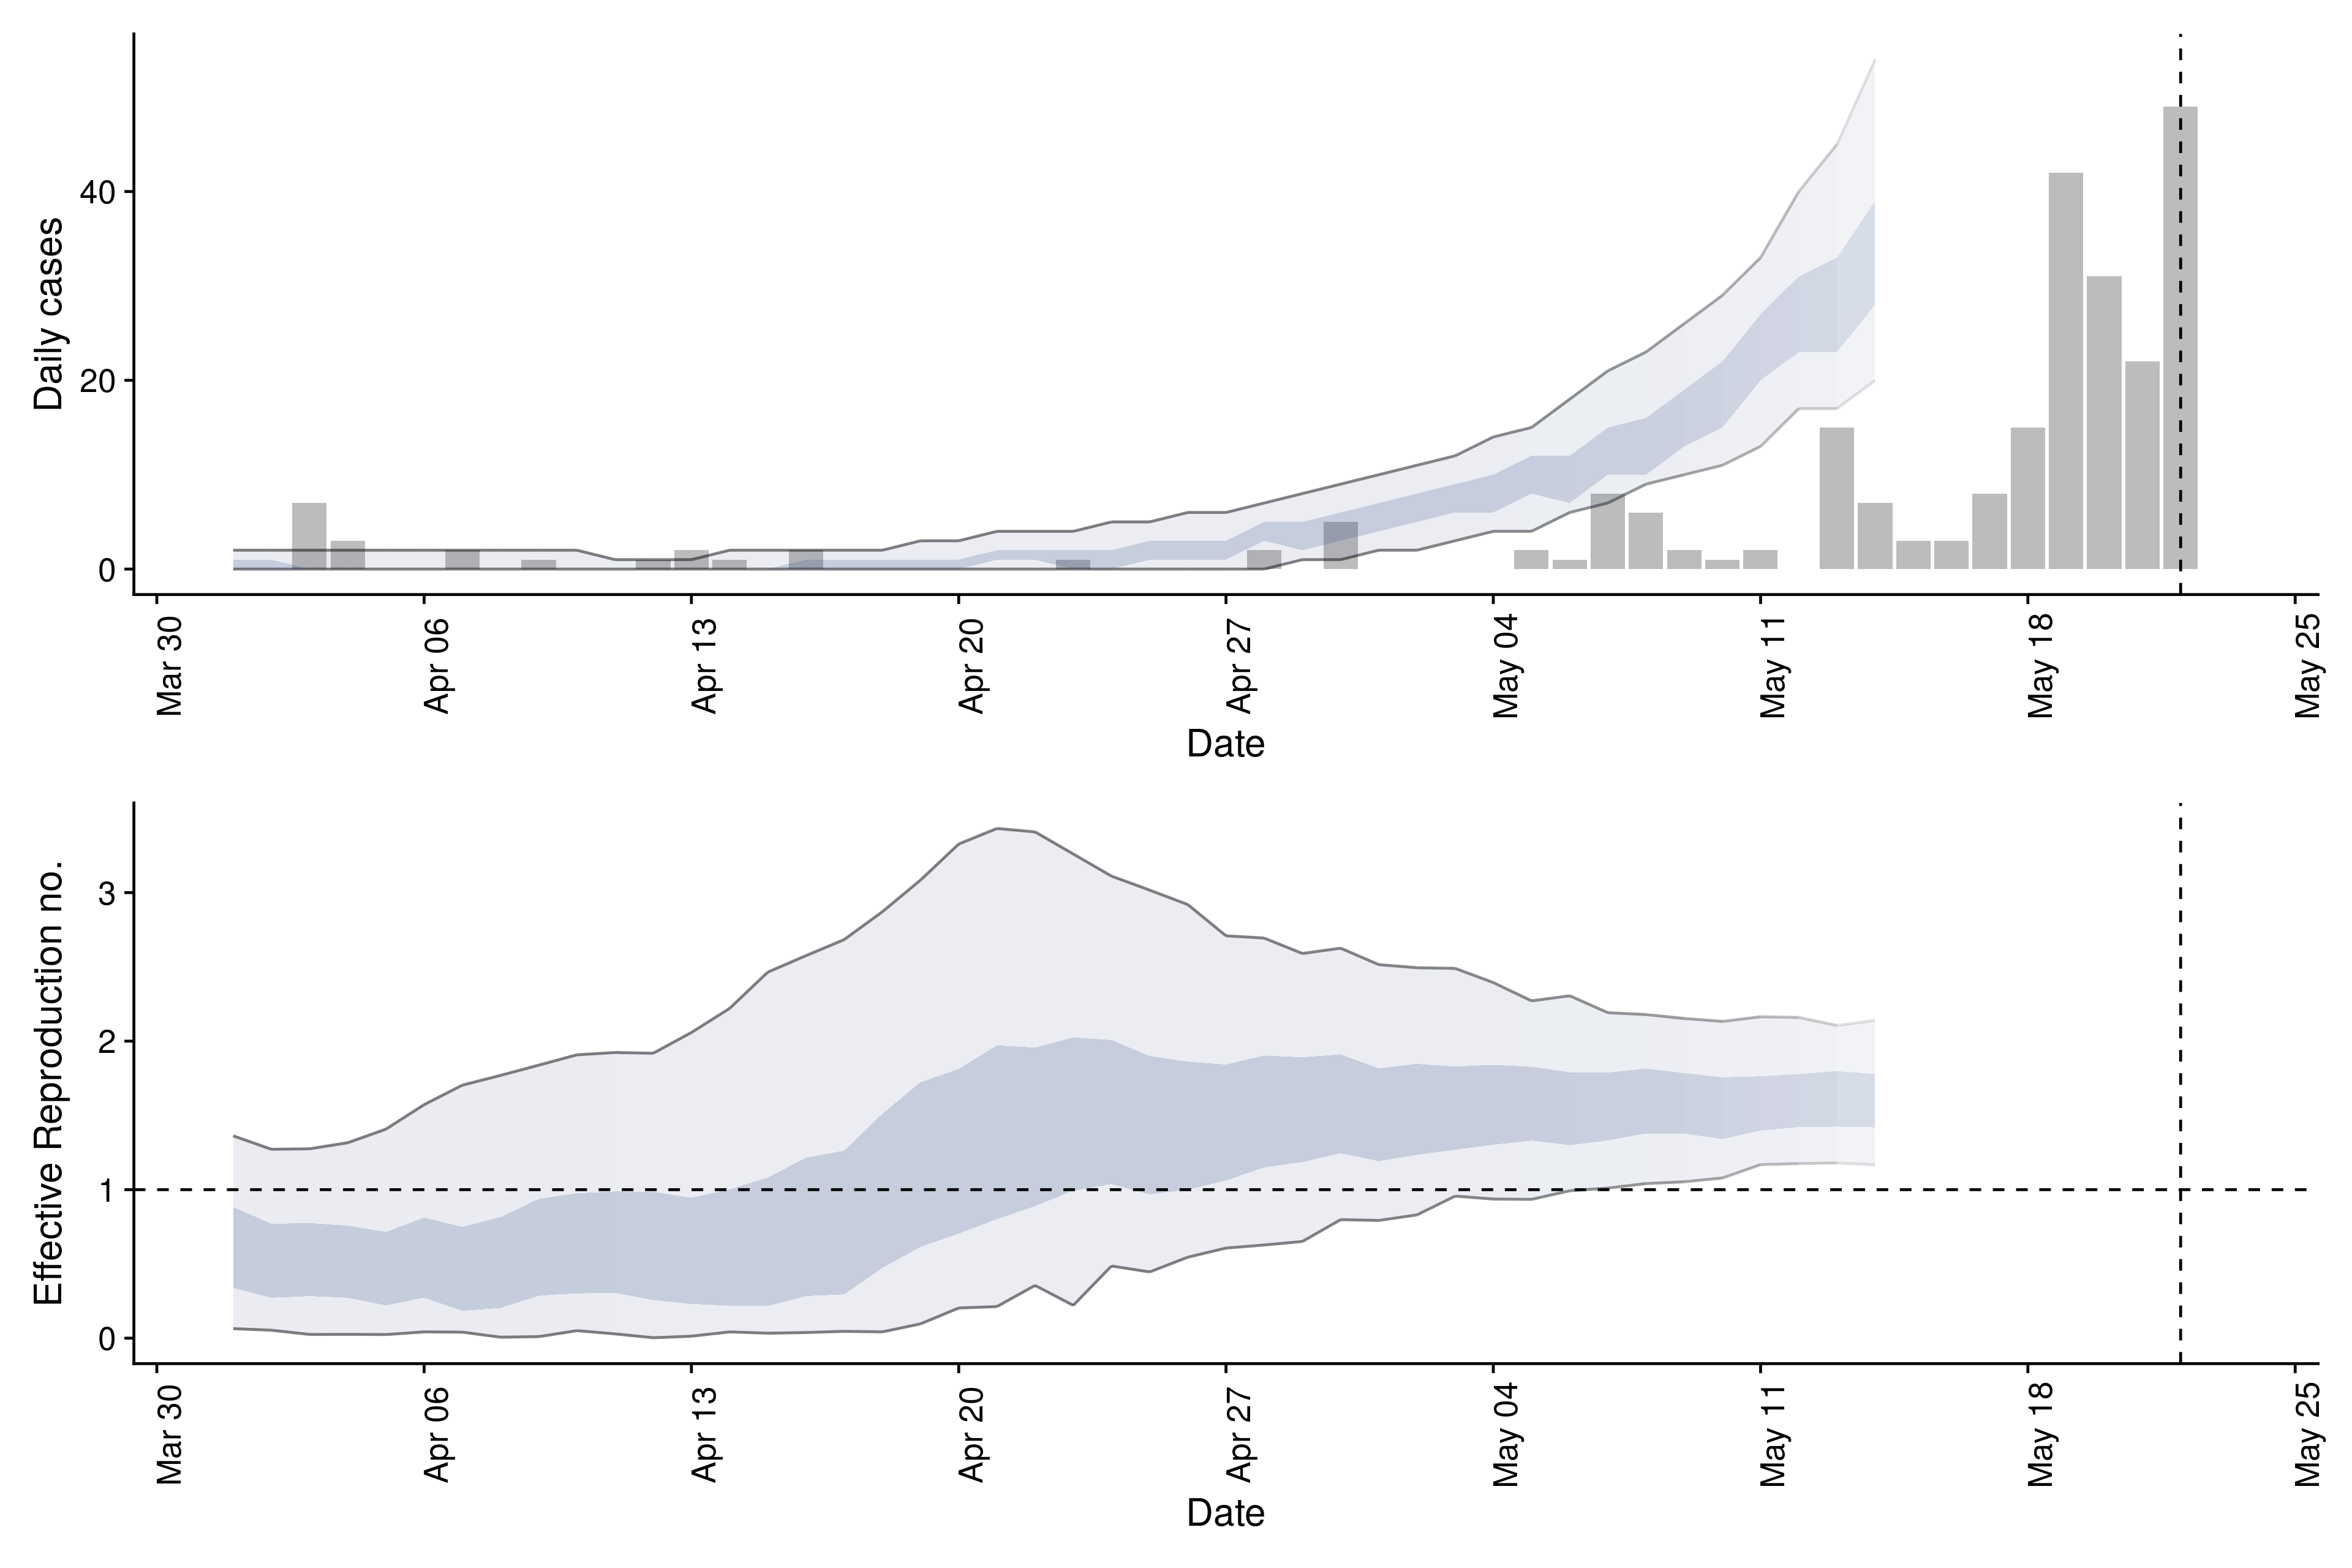 Daily cases
40
20
0
Mar 30
Apr 06
Apr 13
Apr 20
Apr 27
May 04
May 11
May 18
May 25
Date
Effective Reproduction no.
3
2
1
0
Mar 30
Apr 06
Apr 13
Apr 20
Apr 27
May 04
May 11
May 18
May 25
Date